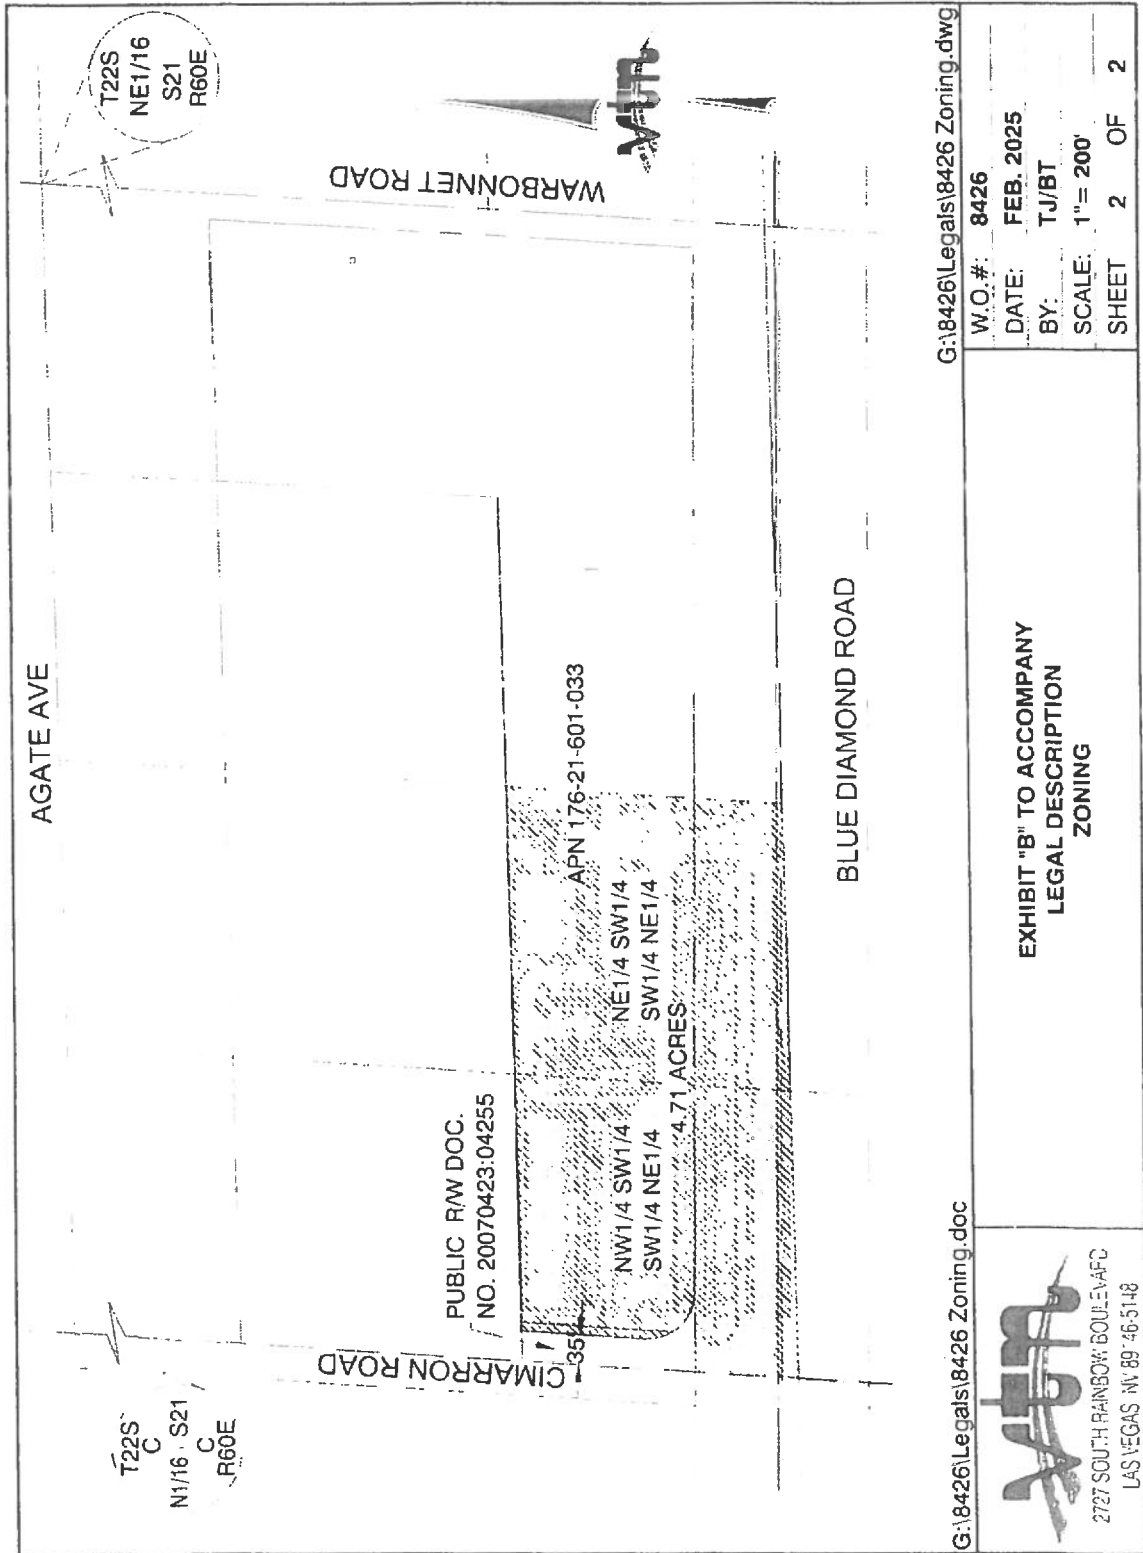 AGATE AVE
T22S
NE1/16
S21
R60E
T22S
C
N1/16 S21
C
R60E
WARBONNET ROAD
CIMARRON ROAD
PUBLIC R/W DOC.
NO. 20070423:04255
35'
APN 176-21-601-033
NW1/4 SW1/4
SW1/4 NE1/4
NE1/4 SW1/4
SW1/4 NE1/4
4.71 ACRES
BLUE DIAMOND ROAD
G:\8426\Legals\8426 Zoning.doc
G:\8426\Legals\8426 Zoning.dwg
VTN
2727 SOUTH RAINBOW BOULEVARD
LAS VEGAS NV 89146-5148
EXHIBIT "B" TO ACCOMPANY
LEGAL DESCRIPTION
ZONING
W.O.#: 8426
DATE: FEB. 2025
BY: TJ/BT
SCALE: 1"= 200'
SHEET 2 OF 2